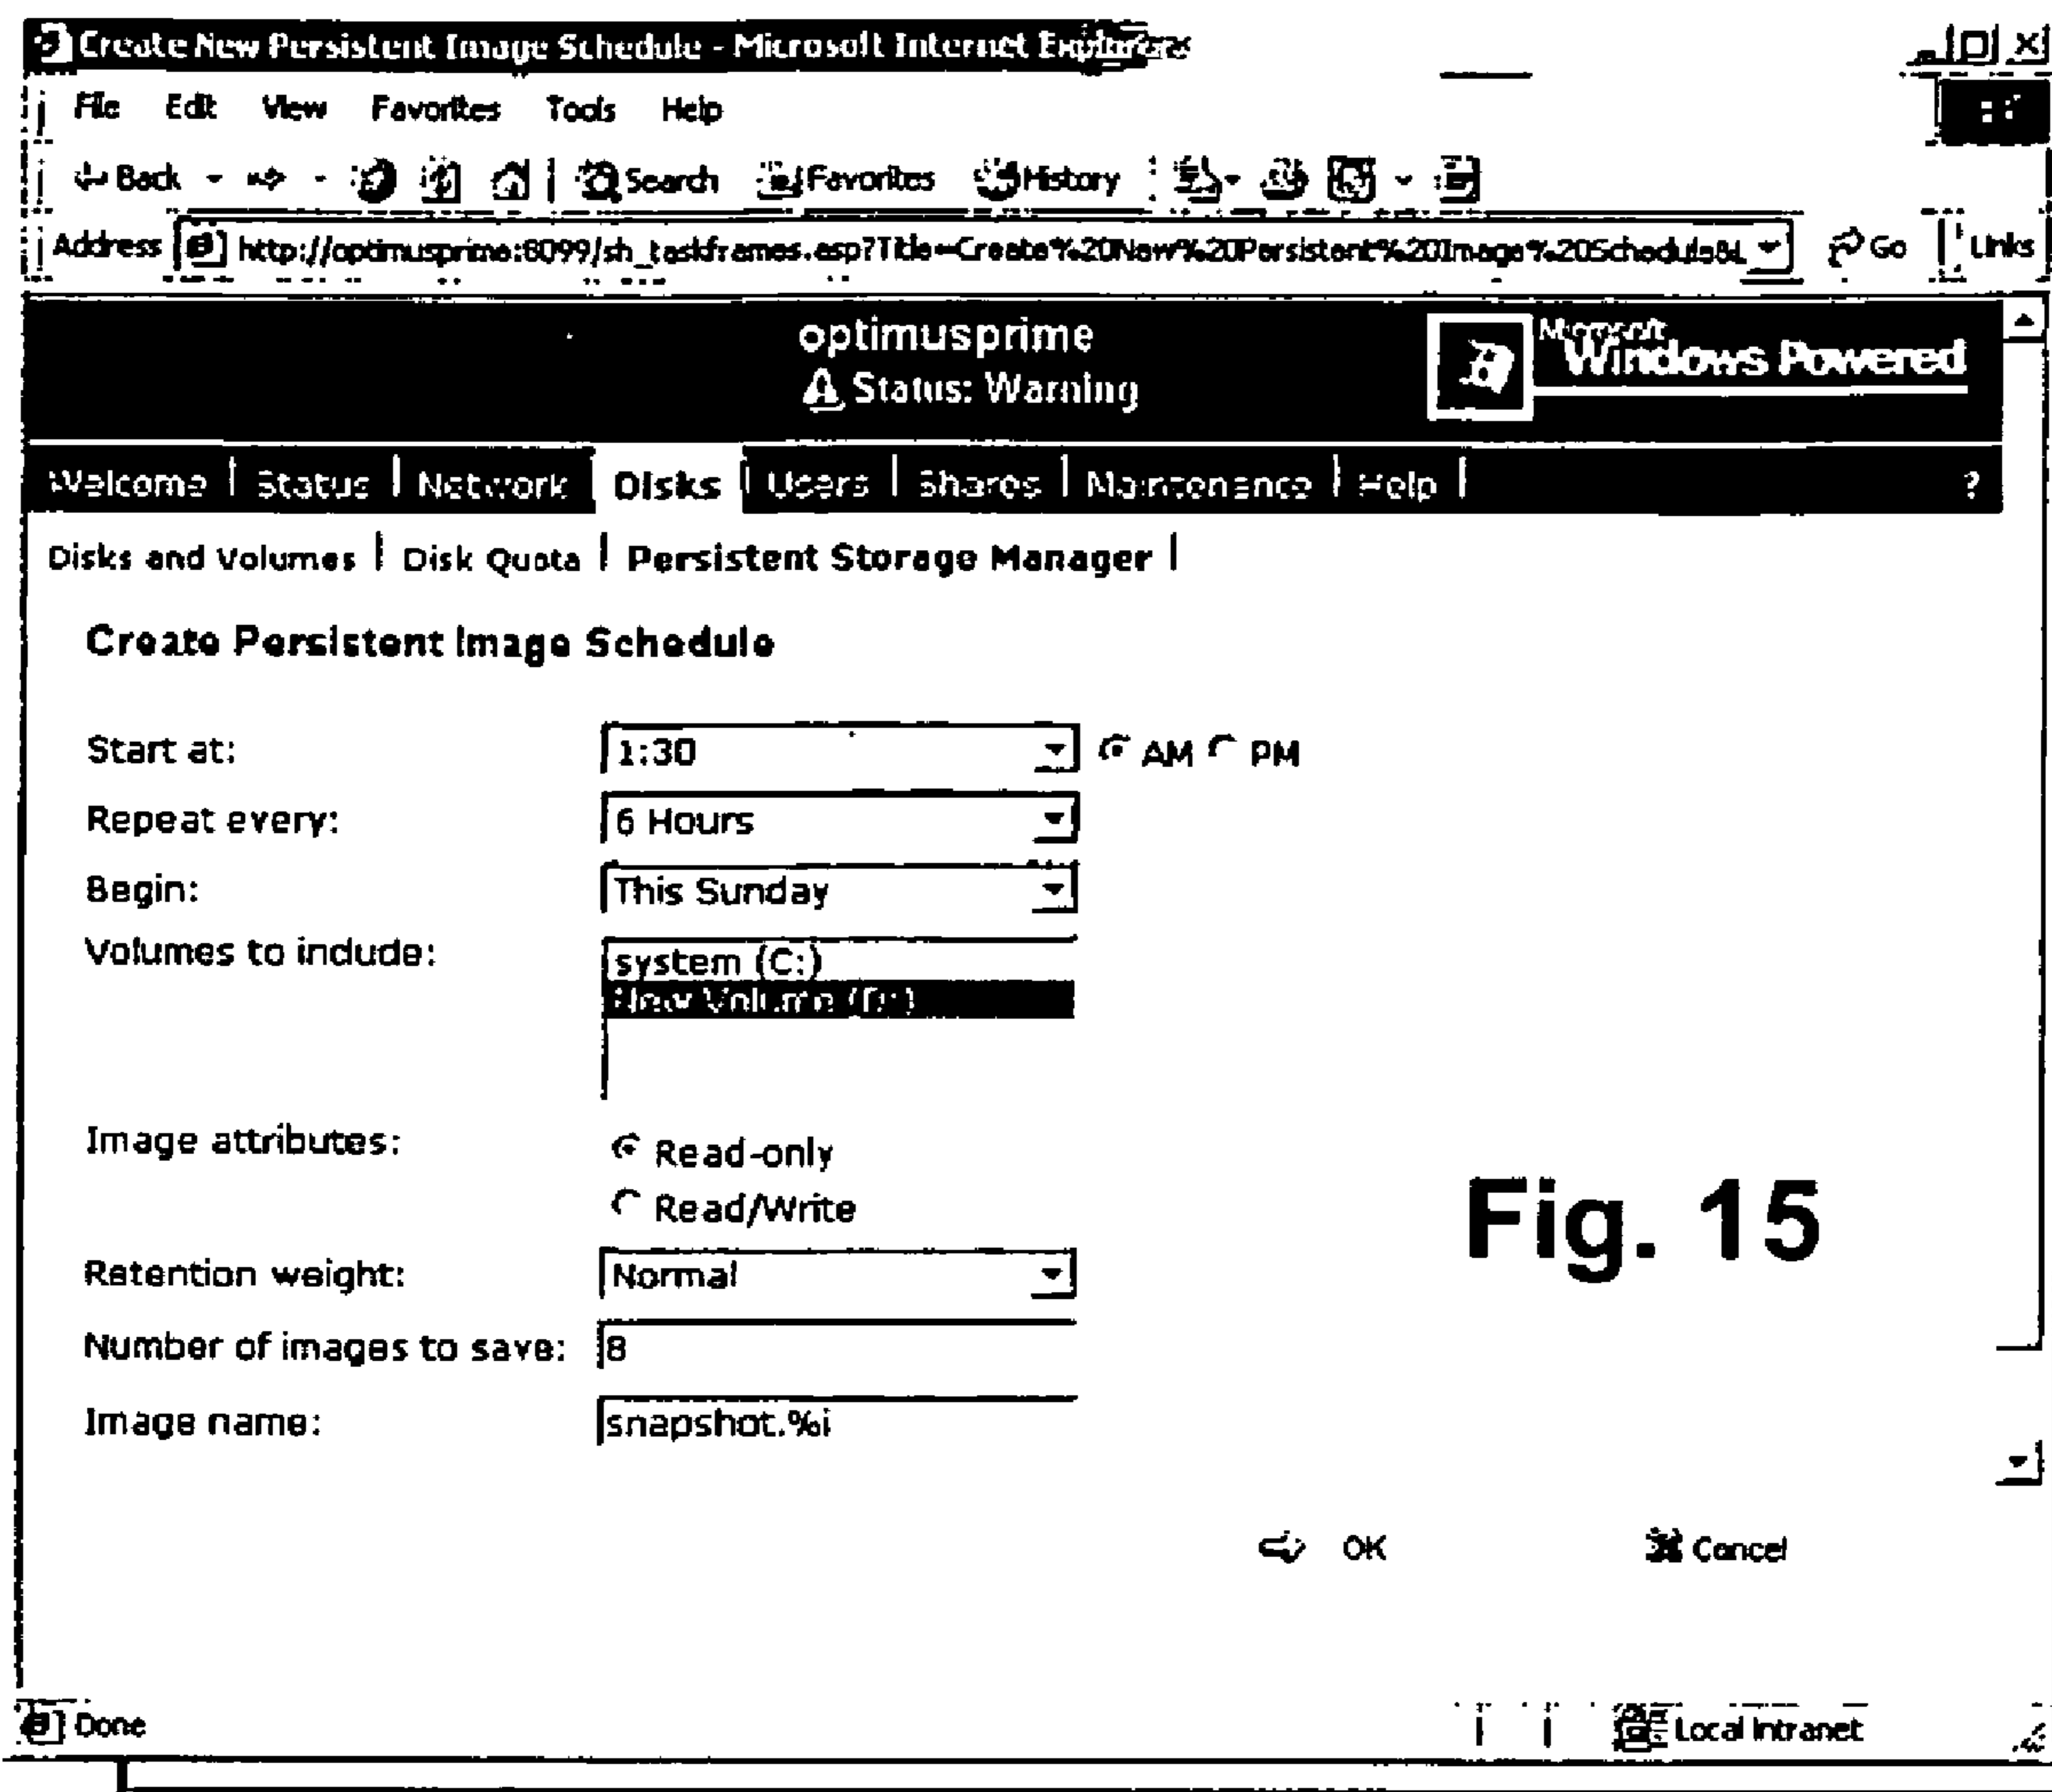 Create New Persistent Image Schedule - Microsoft Internet Explorer
File Edit View Favorites Tools Help
Back Search Favorites History
Address http://optimusprime:8099/sh_taskframes.asp?Title=Create%20New%20Persistent%20Image%20Schedule&L Go Links
optimusprime
Status: Warning
Microsoft
Windows Powered
Welcome | Status | Network | Disks | Users | Shares | Maintenance | Help | ?
Disks and Volumes | Disk Quota | Persistent Storage Manager |
Create Persistent Image Schedule
Start at: 1:30 AM PM
Repeat every: 6 Hours
Begin: This Sunday
Volumes to include: system (C:)
New Volume (D:)
Image attributes: Read-only
Read/Write
Fig. 15
Retention weight: Normal
Number of images to save: 8
Image name: snapshot.%i
OK Cancel
Done Local intranet